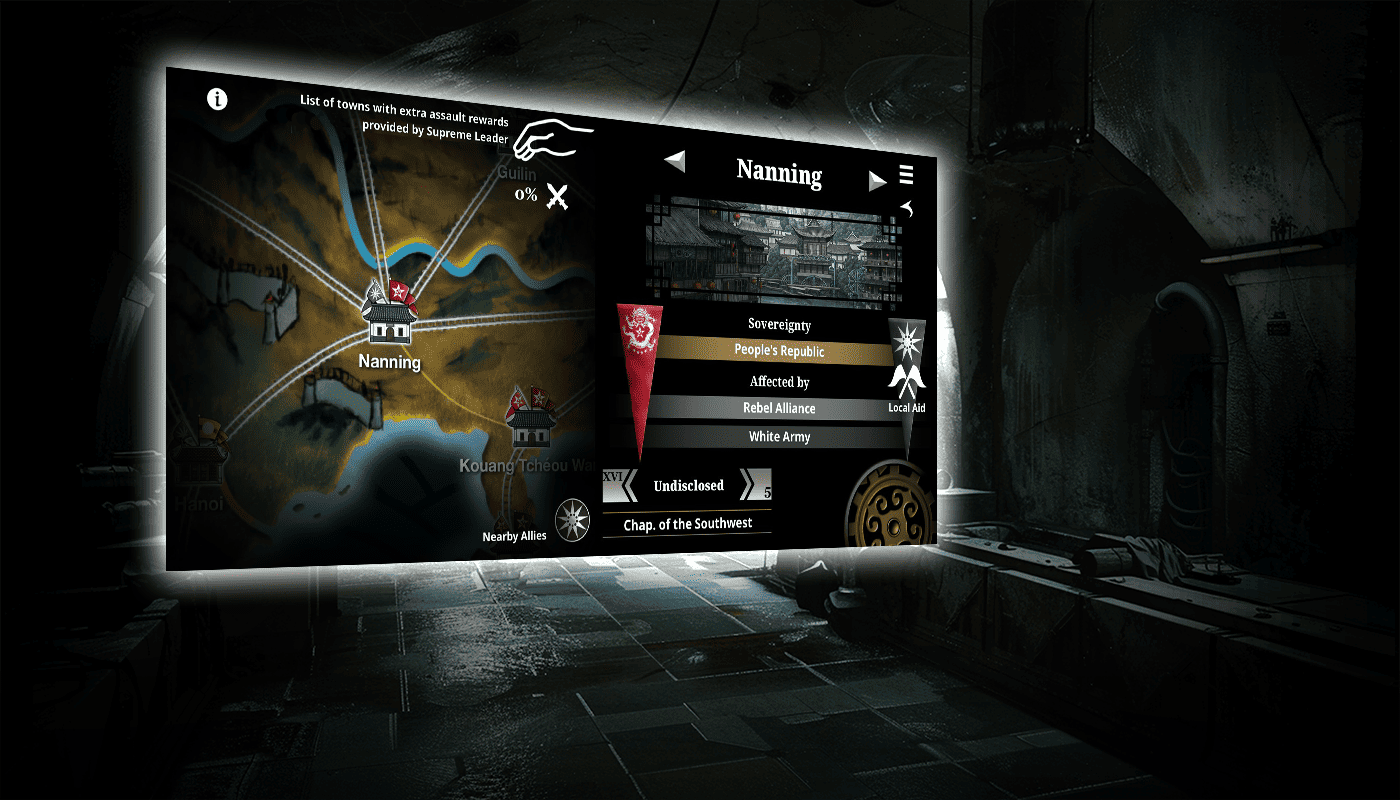 List of towns with extra assault rewards
provided by Supreme Leader
Guilin
0%
Nanning
Kouang Tcheou Wa
Hanoi
Nearby Allies
Nanning
Sovereignty
People's Republic
Affected by
Rebel Alliance
White Army
Local Aid
XVI
Undisclosed
5
Chap. of the Southwest